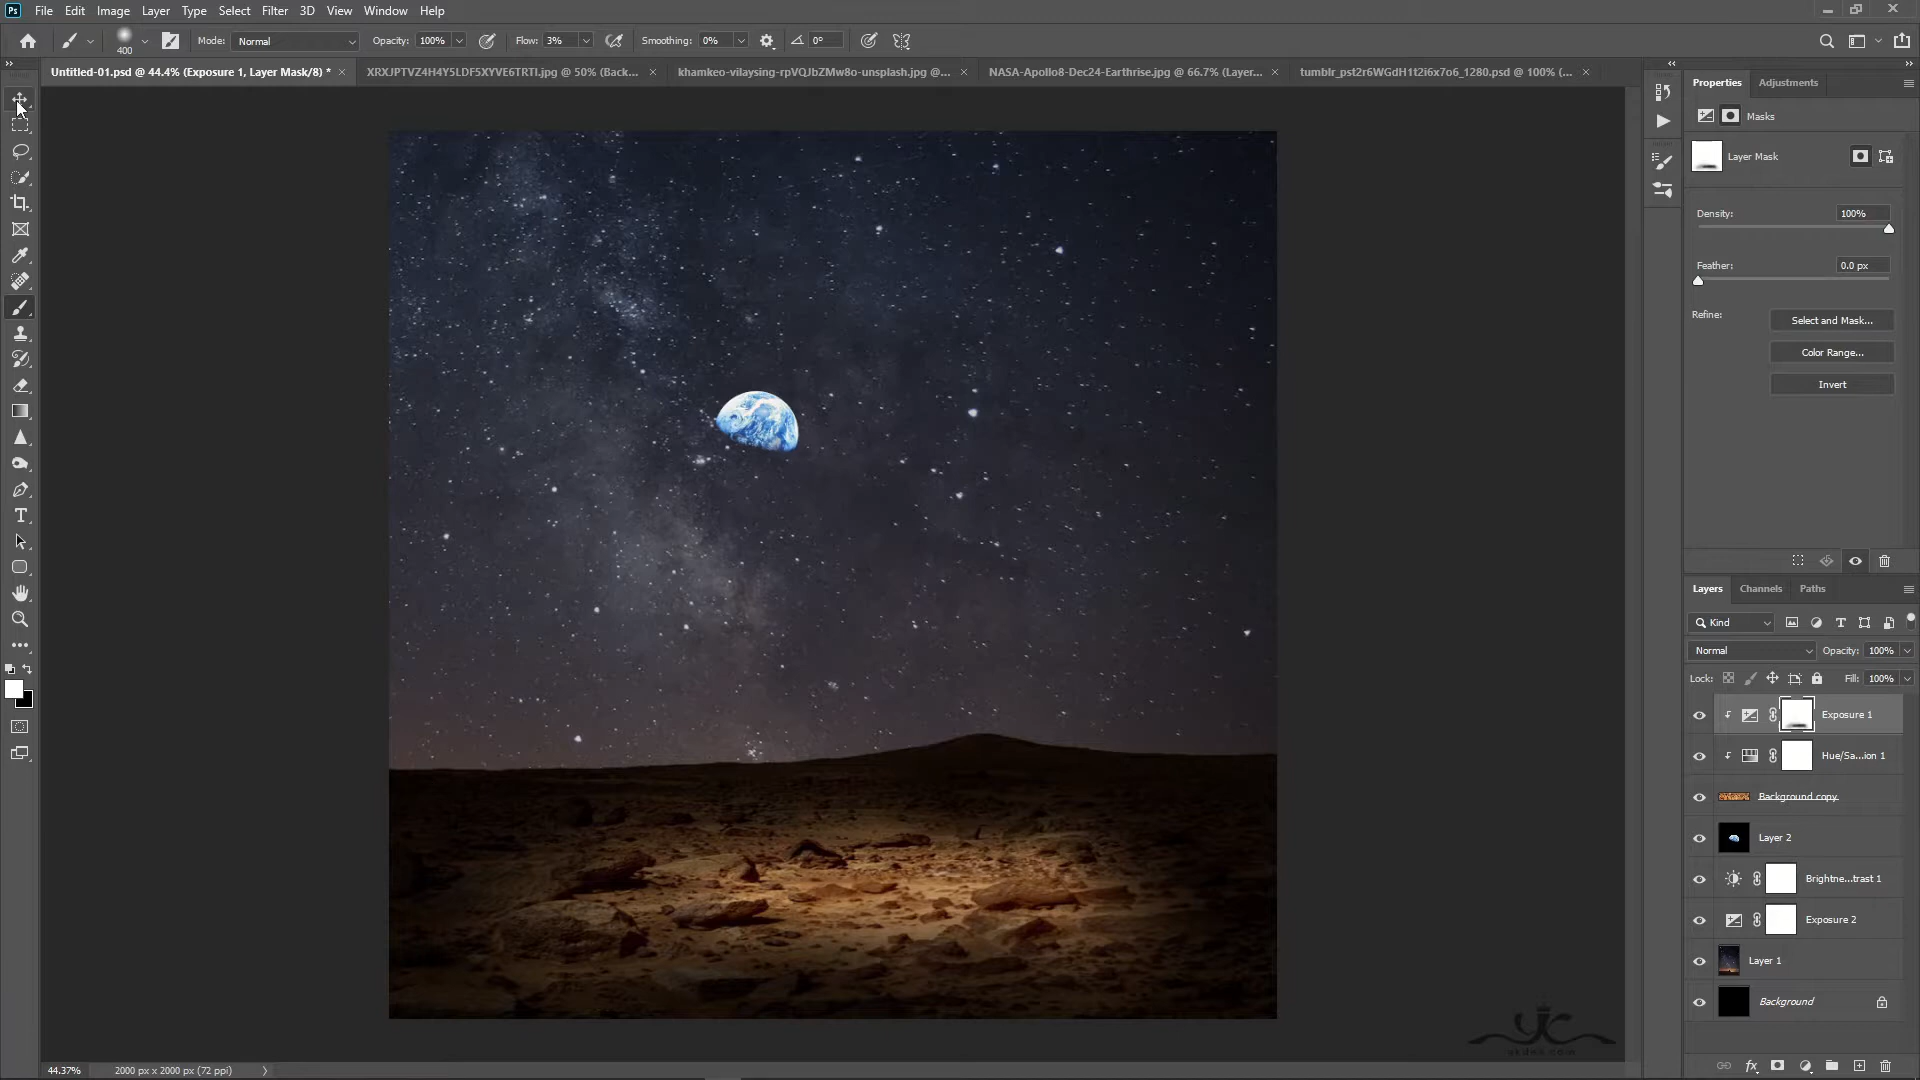 Ps File Edit Image Layer Type Select Filter 3D View Window Help
400 Mode: Normal Opacity: 100% Flow: 3% Smoothing: 0% 0°
Untitled-01.psd @ 44.4% (Exposure 1, Layer Mask/8) * XRXJPTVZ4H4Y5LDF5XYVE6TRTI.jpg @ 50% (Back... khamkeo-vilaysing-rpVQJbZMw8o-unsplash.jpg @... NASA-Apollo8-Dec24-Earthrise.jpg @ 66.7% (Layer... tumblr_pst2r6WGdH1t2i6x7o6_1280.psd @ 100% (...
Properties Adjustments
Masks
Layer Mask
Density: 100%
Feather: 0.0 px
Refine: Select and Mask...
Color Range...
Invert
Layers Channels Paths
Kind
Normal Opacity: 100%
Lock: Fill: 100%
Exposure 1
Hue/Sa...ion 1
Background copy
Layer 2
Brightne...trast 1
Exposure 2
Layer 1
Background
44.37% 2000 px x 2000 px (72 ppi)